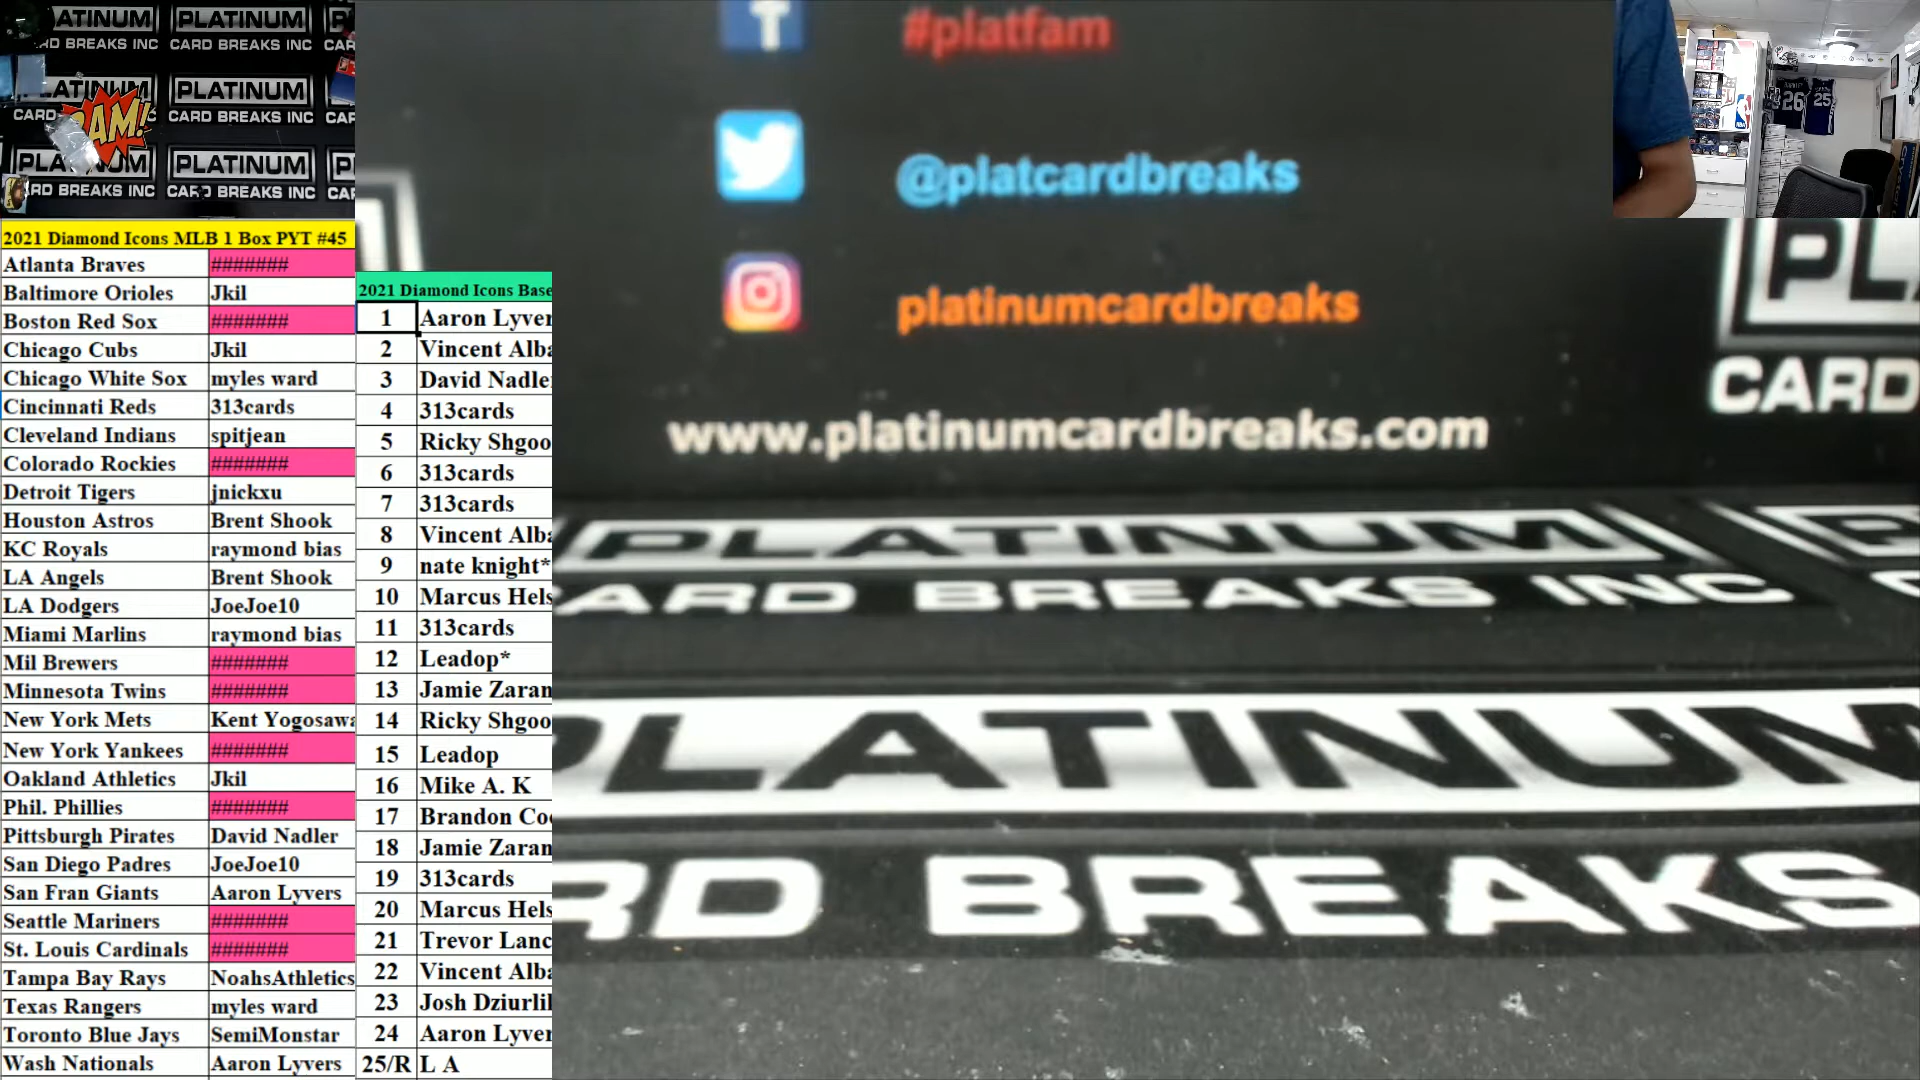 PLATINUM
CARD BREAKS INC
PLATINUM
CARD BREAKS INC
PLATINUM
CARD BREAKS INC
#platfam
@platcardbreaks
platinumcardbreaks
www.platinumcardbreaks.com
26
25
PLATINUM
ARD BREAKS INC
PLATINUM
RD BREAKS
CARD
2021 Diamond Icons MLB 1 Box PYT #45
Atlanta Braves #######
Baltimore Orioles Jkil
Boston Red Sox #######
Chicago Cubs Jkil
Chicago White Sox myles ward
Cincinnati Reds 313cards
Cleveland Indians spitjean
Colorado Rockies #######
Detroit Tigers jnickxu
Houston Astros Brent Shook
KC Royals raymond bias
LA Angels Brent Shook
LA Dodgers JoeJoe10
Miami Marlins raymond bias
Mil Brewers #######
Minnesota Twins #######
New York Mets Kent Yogosawa
New York Yankees #######
Oakland Athletics Jkil
Phil. Phillies #######
Pittsburgh Pirates David Nadler
San Diego Padres JoeJoe10
San Fran Giants Aaron Lyvers
Seattle Mariners #######
St. Louis Cardinals #######
Tampa Bay Rays NoahsAthletics
Texas Rangers myles ward
Toronto Blue Jays SemiMonstar
Wash Nationals Aaron Lyvers
2021 Diamond Icons Base
1 Aaron Lyver
2 Vincent Alba
3 David Nadle
4 313cards
5 Ricky Shgoo
6 313cards
7 313cards
8 Vincent Alba
9 nate knight*
10 Marcus Hels
11 313cards
12 Leadop*
13 Jamie Zaran
14 Ricky Shgoo
15 Leadop
16 Mike A. K
17 Brandon Coo
18 Jamie Zaran
19 313cards
20 Marcus Hels
21 Trevor Lanc
22 Vincent Alba
23 Josh Dziurlil
24 Aaron Lyver
25/R L A